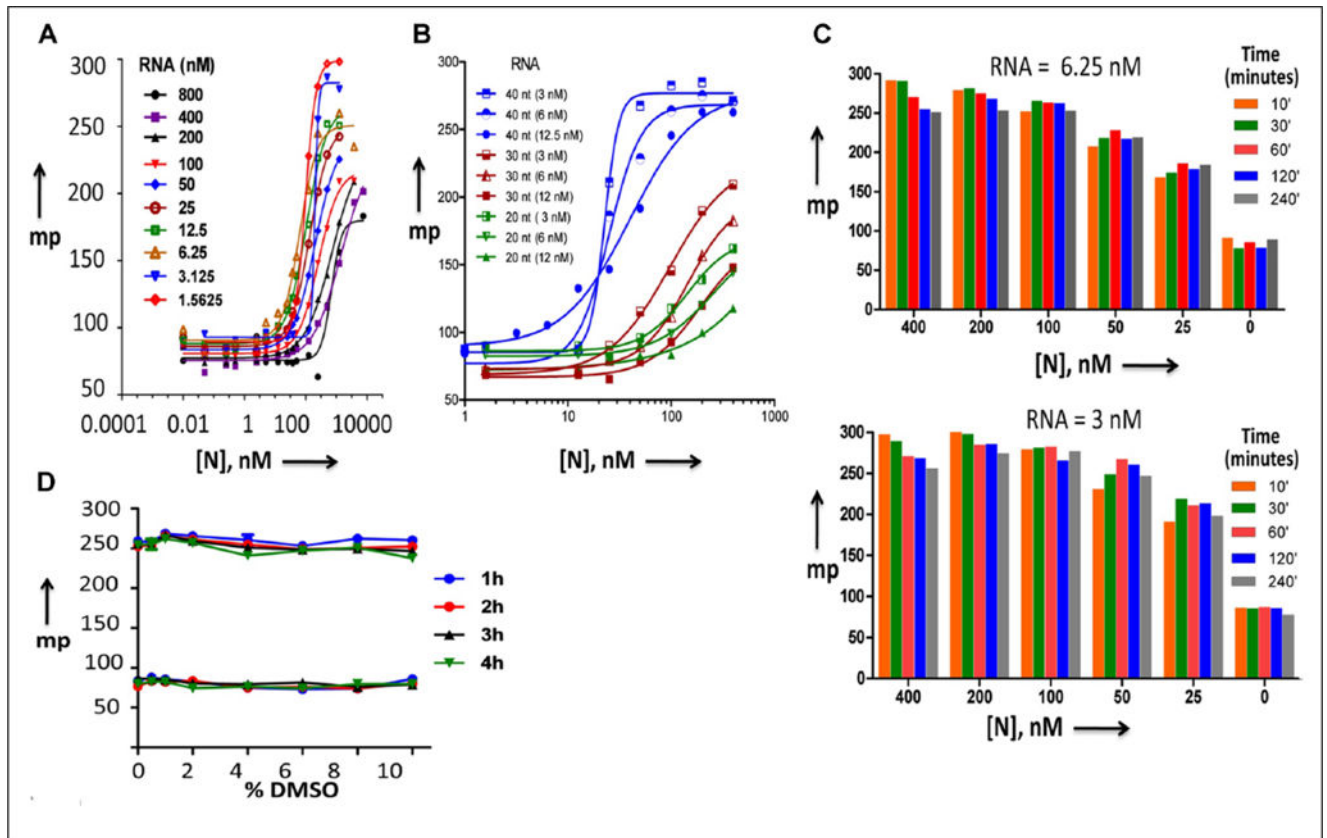 A
RNA (nM)
800
400
200
100
50
25
12.5
6.25
3.125
1.5625
300
250
200
150
100
50
mp
0.0001 0.01 1 100 10000
[N], nM
B
RNA
40 nt (3 nM)
40 nt (6 nM)
40 nt (12.5 nM)
30 nt (3 nM)
30 nt (6 nM)
30 nt (12 nM)
20 nt ( 3 nM)
20 nt (6 nM)
20 nt (12 nM)
300
250
200
150
100
50
mp
1 10 100 1000
[N], nM
C
RNA = 6.25 nM
Time
(minutes)
10'
30'
60'
120'
240'
300
250
200
150
100
50
0
mp
400 200 100 50 25 0
[N], nM
RNA = 3 nM
Time
(minutes)
10'
30'
60'
120'
240'
300
250
200
150
100
50
0
mp
400 200 100 50 25 0
[N], nM
D
300
250
200
150
100
50
mp
0 2 4 6 8 10
% DMSO
1h
2h
3h
4h